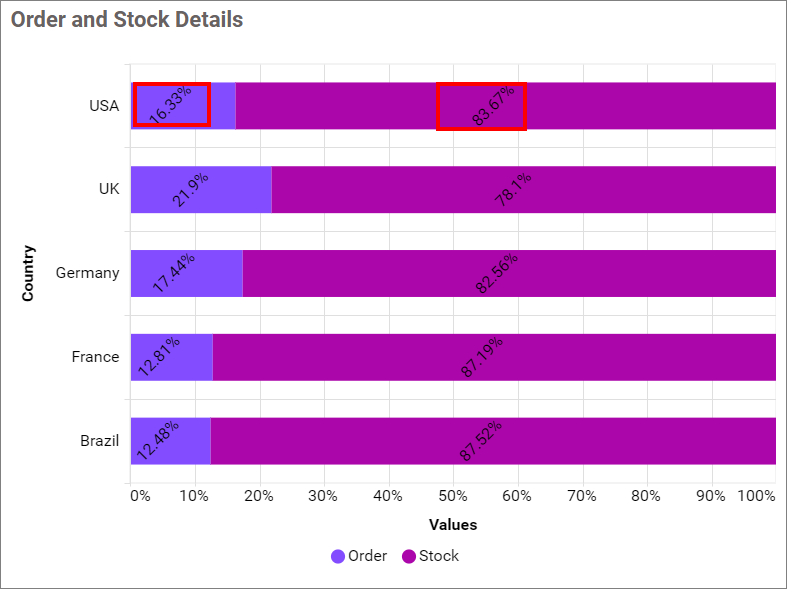 Order and Stock Details
USA
16.33%
83.67%
UK
21.9%
78.1%
Country
Germany
17.44%
82.56%
France
12.81%
87.19%
Brazil
12.48%
87.52%
0% 10% 20% 30% 40% 50% 60% 70% 80% 90% 100%
Values
Order Stock